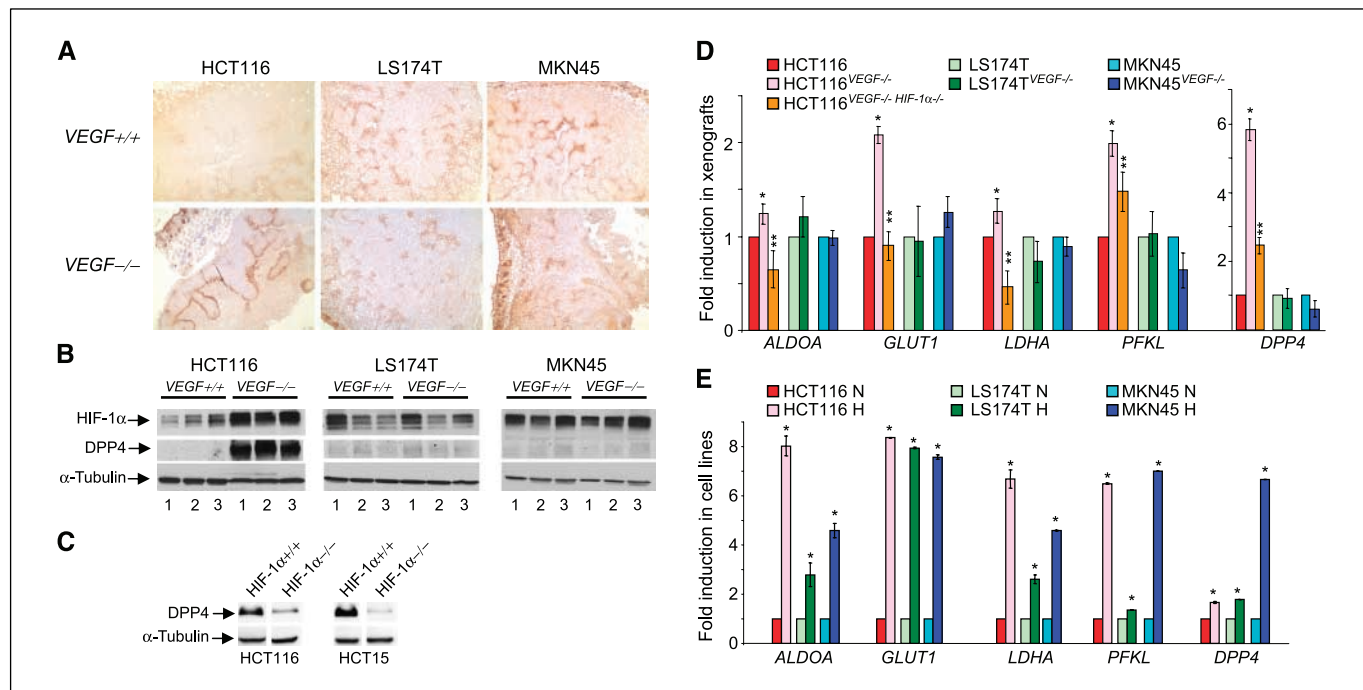 A
HCT116 LS174T MKN45
VEGF+/+
VEGF–/–
B
HCT116 LS174T MKN45
VEGF+/+ VEGF–/– VEGF+/+ VEGF–/– VEGF+/+ VEGF–/–
HIF-1α
DPP4
α-Tubulin
1 2 3 1 2 3 1 2 3 1 2 3 1 2 3 1 2 3
C
HIF-1α+/+ HIF-1α–/– HIF-1α+/+ HIF-1α–/–
DPP4
α-Tubulin
HCT116 HCT15
D
HCT116 LS174T MKN45
HCT116VEGF-/- LS174TVEGF-/- MKN45VEGF-/-
HCT116VEGF-/- HIF-1α-/-
Fold induction in xenografts
2
1
0
6
4
2
* ** * ** * ** * ** * **
ALDOA GLUT1 LDHA PFKL DPP4
E
HCT116 N LS174T N MKN45 N
HCT116 H LS174T H MKN45 H
Fold induction in cell lines
8
6
4
2
0
* * * * * * * * * * * * * * *
ALDOA GLUT1 LDHA PFKL DPP4